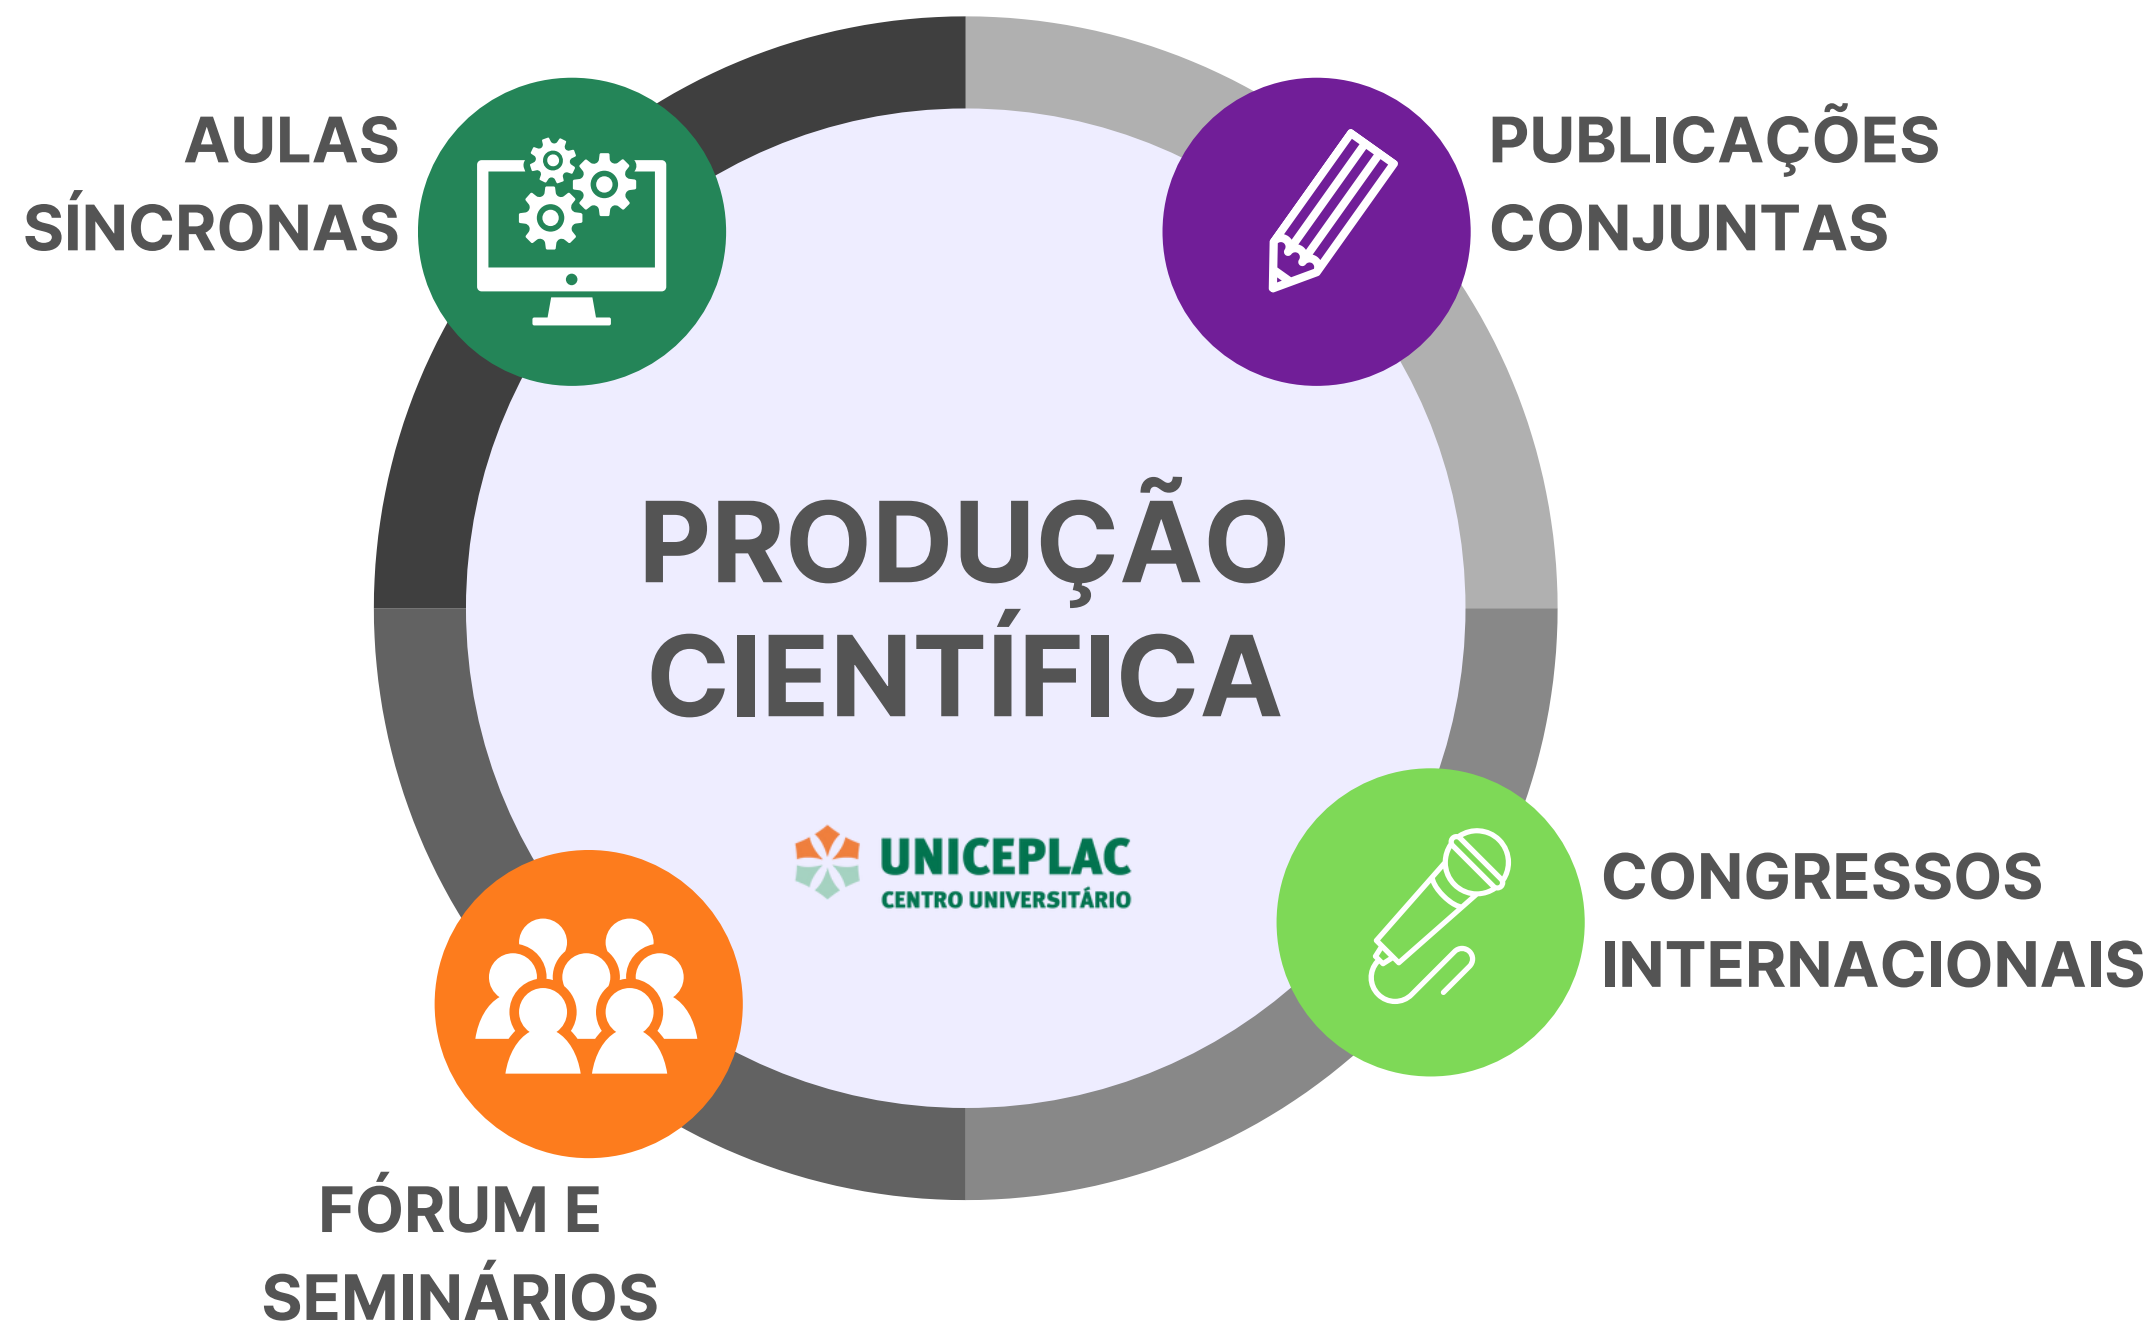 AULAS
SÍNCRONAS
PUBLICAÇÕES
CONJUNTAS
PRODUÇÃO
CIENTÍFICA
UNICEPLAC
CENTRO UNIVERSITÁRIO
CONGRESSOS
INTERNACIONAIS
FÓRUM E
SEMINÁRIOS